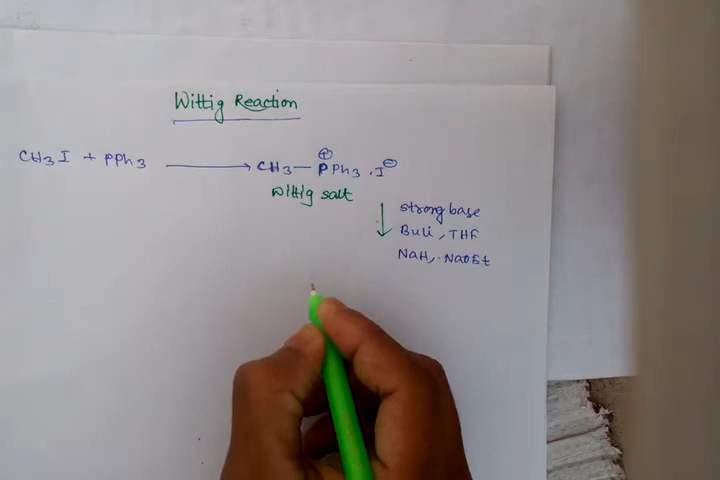 Wittig Reaction
CH3I + PPh3 ⟶ CH3—P⊕Ph3 . I⊖
Wittig salt
↓ strong base
BuLi, THF
NaH, NaOEt